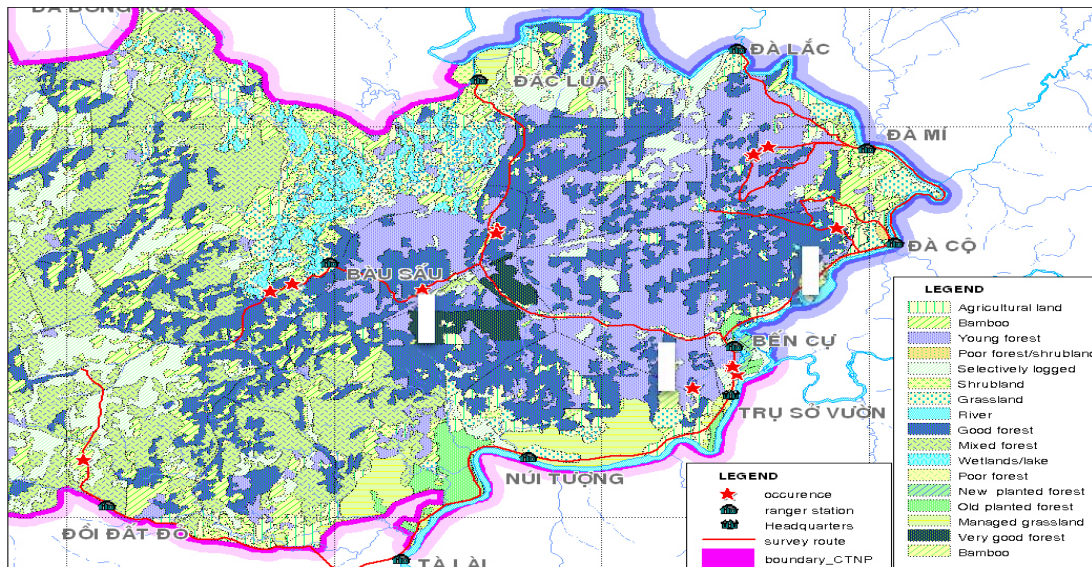 ĐẮC LUA
ĐÀ LẮC
ĐÀ MÍ
ĐÀ CỘ
BÀU SẤU
BẾN CỰ
TRỤ SỞ VƯỜN
NÚI TƯỢNG
ĐỒI ĐẤT ĐỎ
TÀ LÀI
LEGEND
occurence
ranger station
Headquarters
survey route
boundary_CTNP
LEGEND
Agricultural land
Bamboo
Young forest
Poor forest/shrubland
Selectively logged
Shrubland
Grassland
River
Good forest
Mixed forest
Wetlands/lake
Poor forest
New planted forest
Old planted forest
Managed grassland
Very good forest
Bamboo